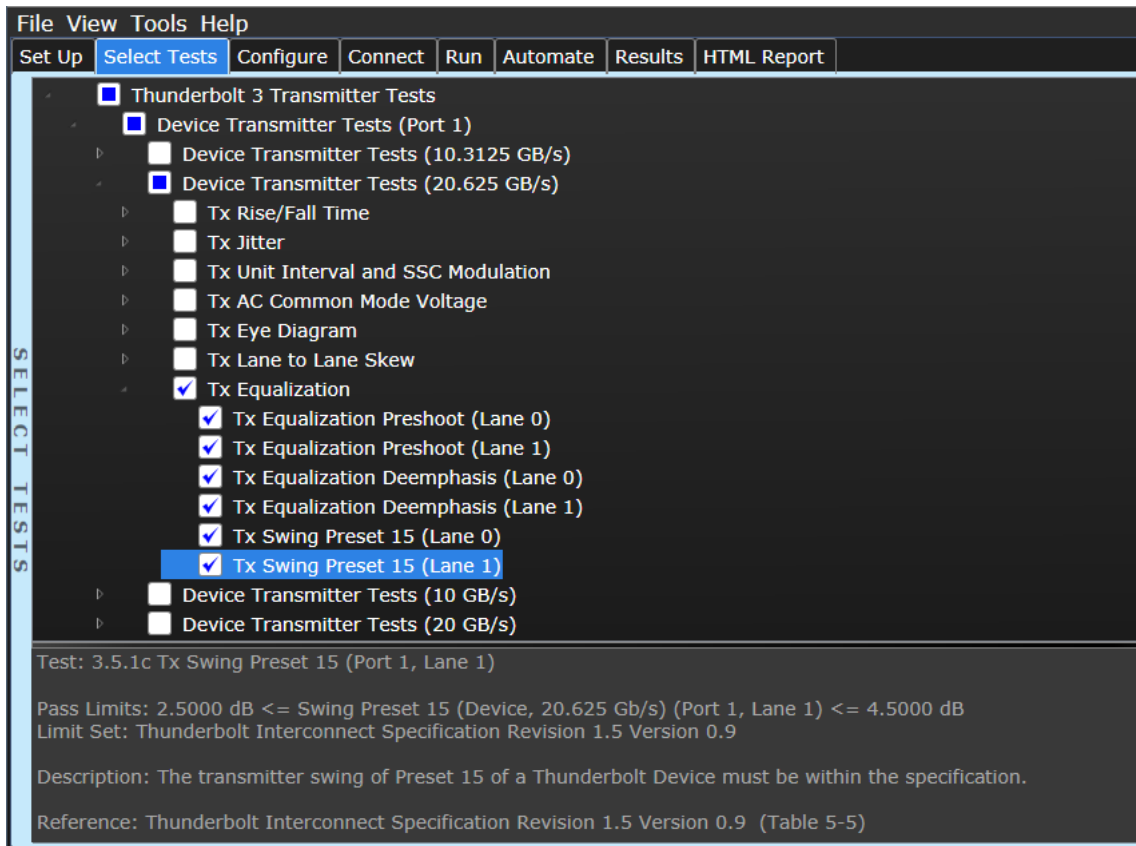 File View Tools Help
Set Up Select Tests Configure Connect Run Automate Results HTML Report
Thunderbolt 3 Transmitter Tests
Device Transmitter Tests (Port 1)
Device Transmitter Tests (10.3125 GB/s)
Device Transmitter Tests (20.625 GB/s)
Tx Rise/Fall Time
Tx Jitter
Tx Unit Interval and SSC Modulation
Tx AC Common Mode Voltage
Tx Eye Diagram
Tx Lane to Lane Skew
Tx Equalization
Tx Equalization Preshoot (Lane 0)
Tx Equalization Preshoot (Lane 1)
Tx Equalization Deemphasis (Lane 0)
Tx Equalization Deemphasis (Lane 1)
Tx Swing Preset 15 (Lane 0)
Tx Swing Preset 15 (Lane 1)
Device Transmitter Tests (10 GB/s)
Device Transmitter Tests (20 GB/s)
SELECT TESTS
Test: 3.5.1c Tx Swing Preset 15 (Port 1, Lane 1)
Pass Limits: 2.5000 dB <= Swing Preset 15 (Device, 20.625 Gb/s) (Port 1, Lane 1) <= 4.5000 dB
Limit Set: Thunderbolt Interconnect Specification Revision 1.5 Version 0.9
Description: The transmitter swing of Preset 15 of a Thunderbolt Device must be within the specification.
Reference: Thunderbolt Interconnect Specification Revision 1.5 Version 0.9 (Table 5-5)